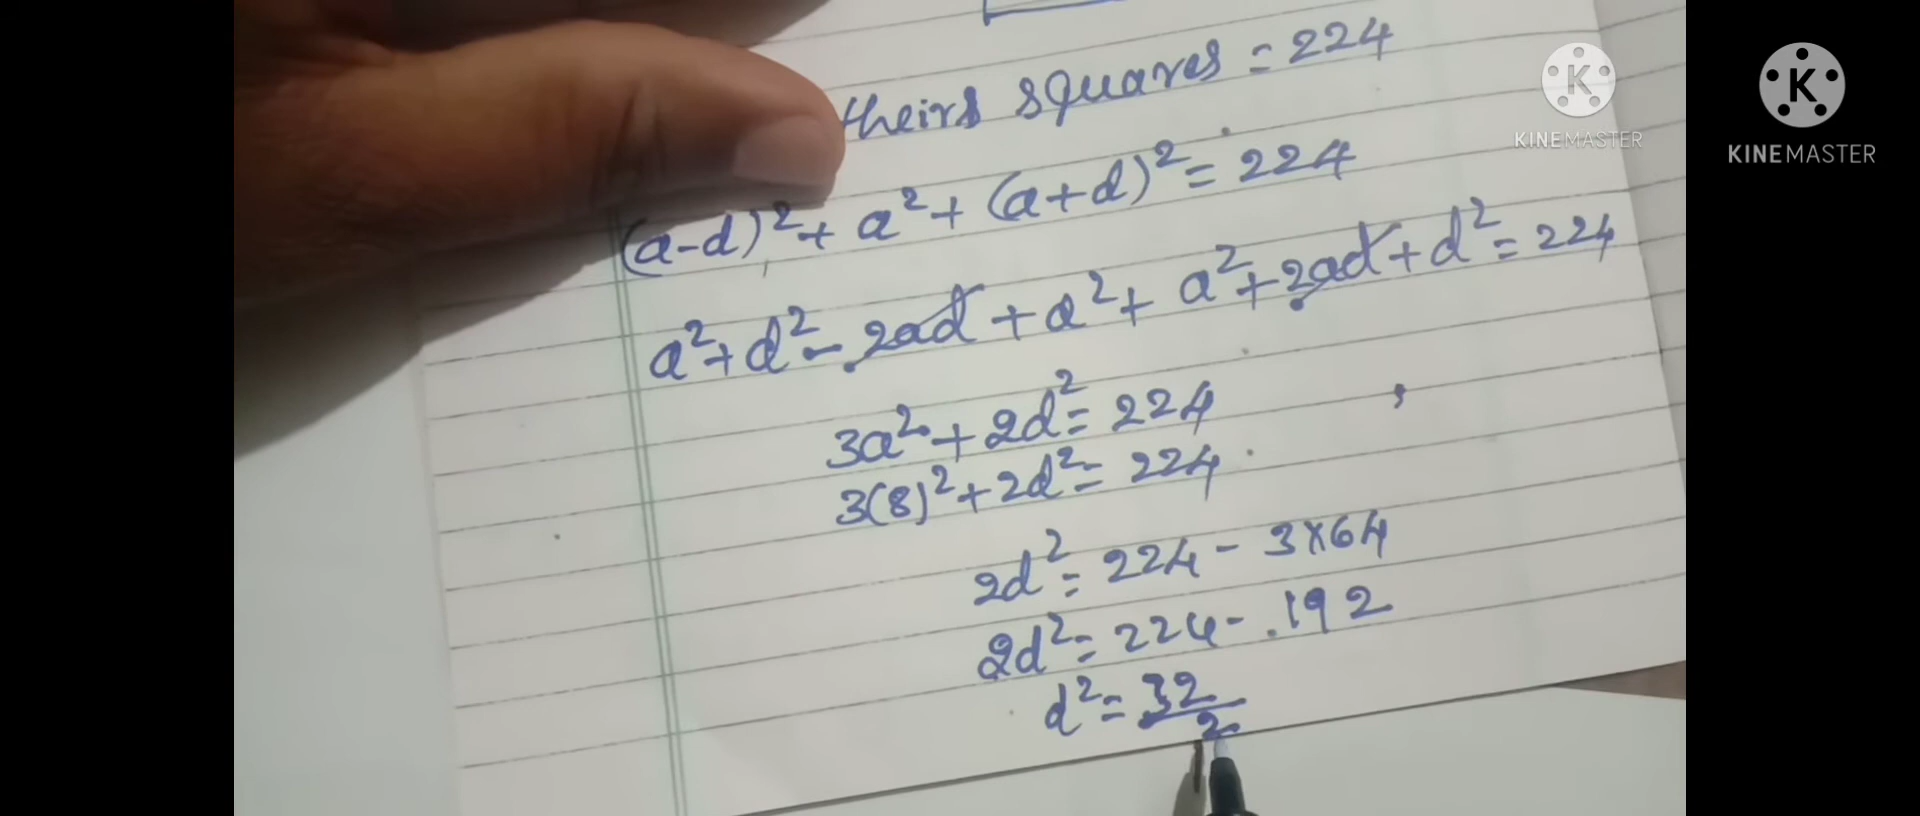 theirs squares = 224
(a-d)² + a² + (a+d)² = 224
a² + d² - 2ad + a² + a² + 2ad + d² = 224
3a² + 2d² = 224
3(8)² + 2d² = 224
2d² = 224 - 3×64
2d² = 224 - 192
d² = 32/2
KINEMASTER
KINEMASTER